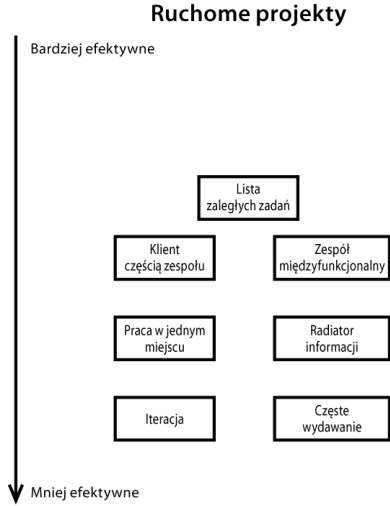 Ruchome projekty
Bardziej efektywne
Lista
zaległych zadań
Klient
częścią zespołu
Zespół
międzyfunkcjonalny
Praca w jednym
miejscu
Radiator
informacji
Iteracja
Częste
wydawanie
Mniej efektywne